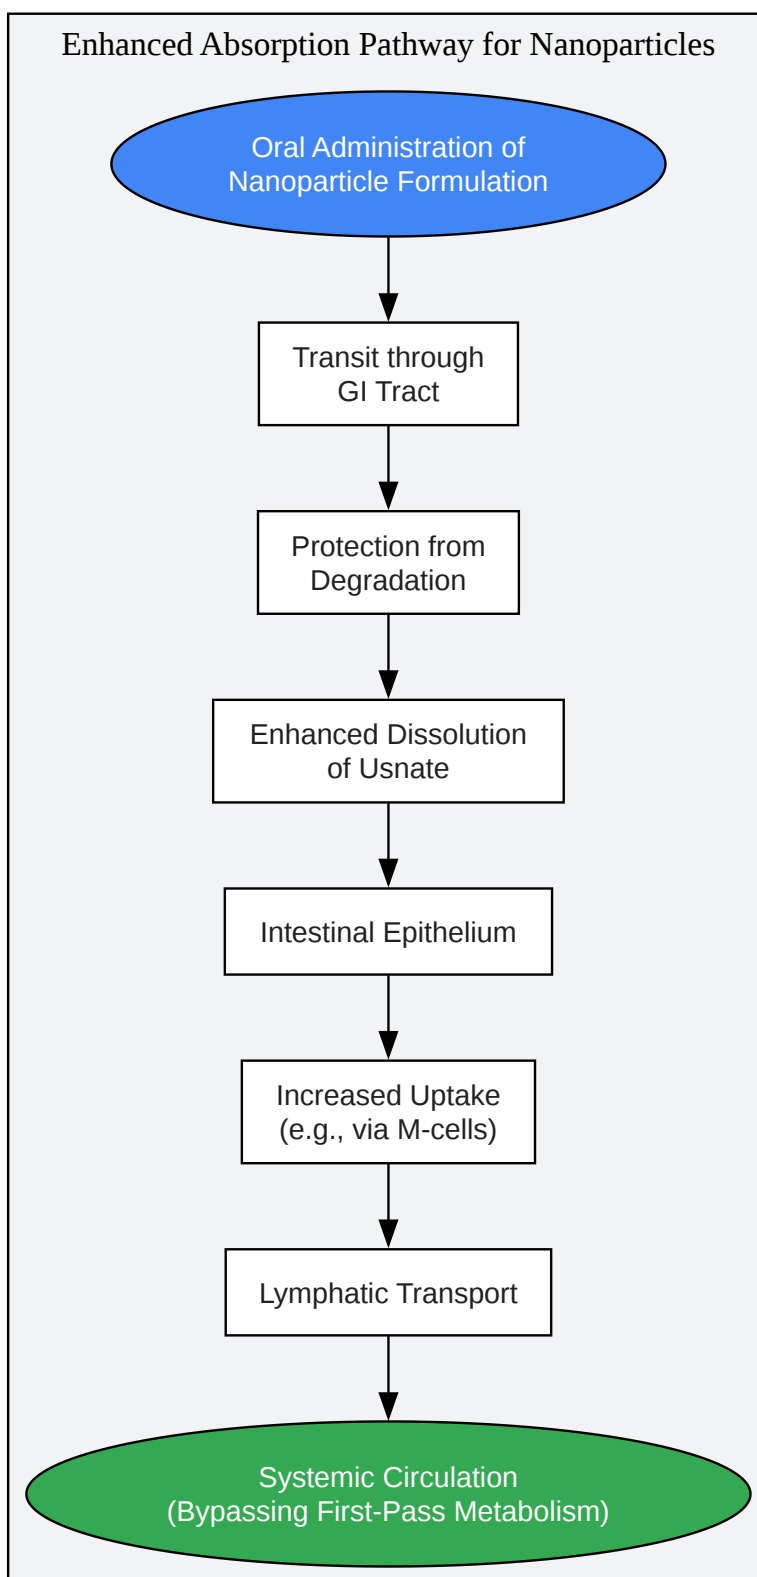 Enhanced Absorption Pathway for Nanoparticles
Oral Administration of
Nanoparticle Formulation
Transit through
GI Tract
Protection from
Degradation
Enhanced Dissolution
of Usnate
Intestinal Epithelium
Increased Uptake
(e.g., via M-cells)
Lymphatic Transport
Systemic Circulation
(Bypassing First-Pass Metabolism)